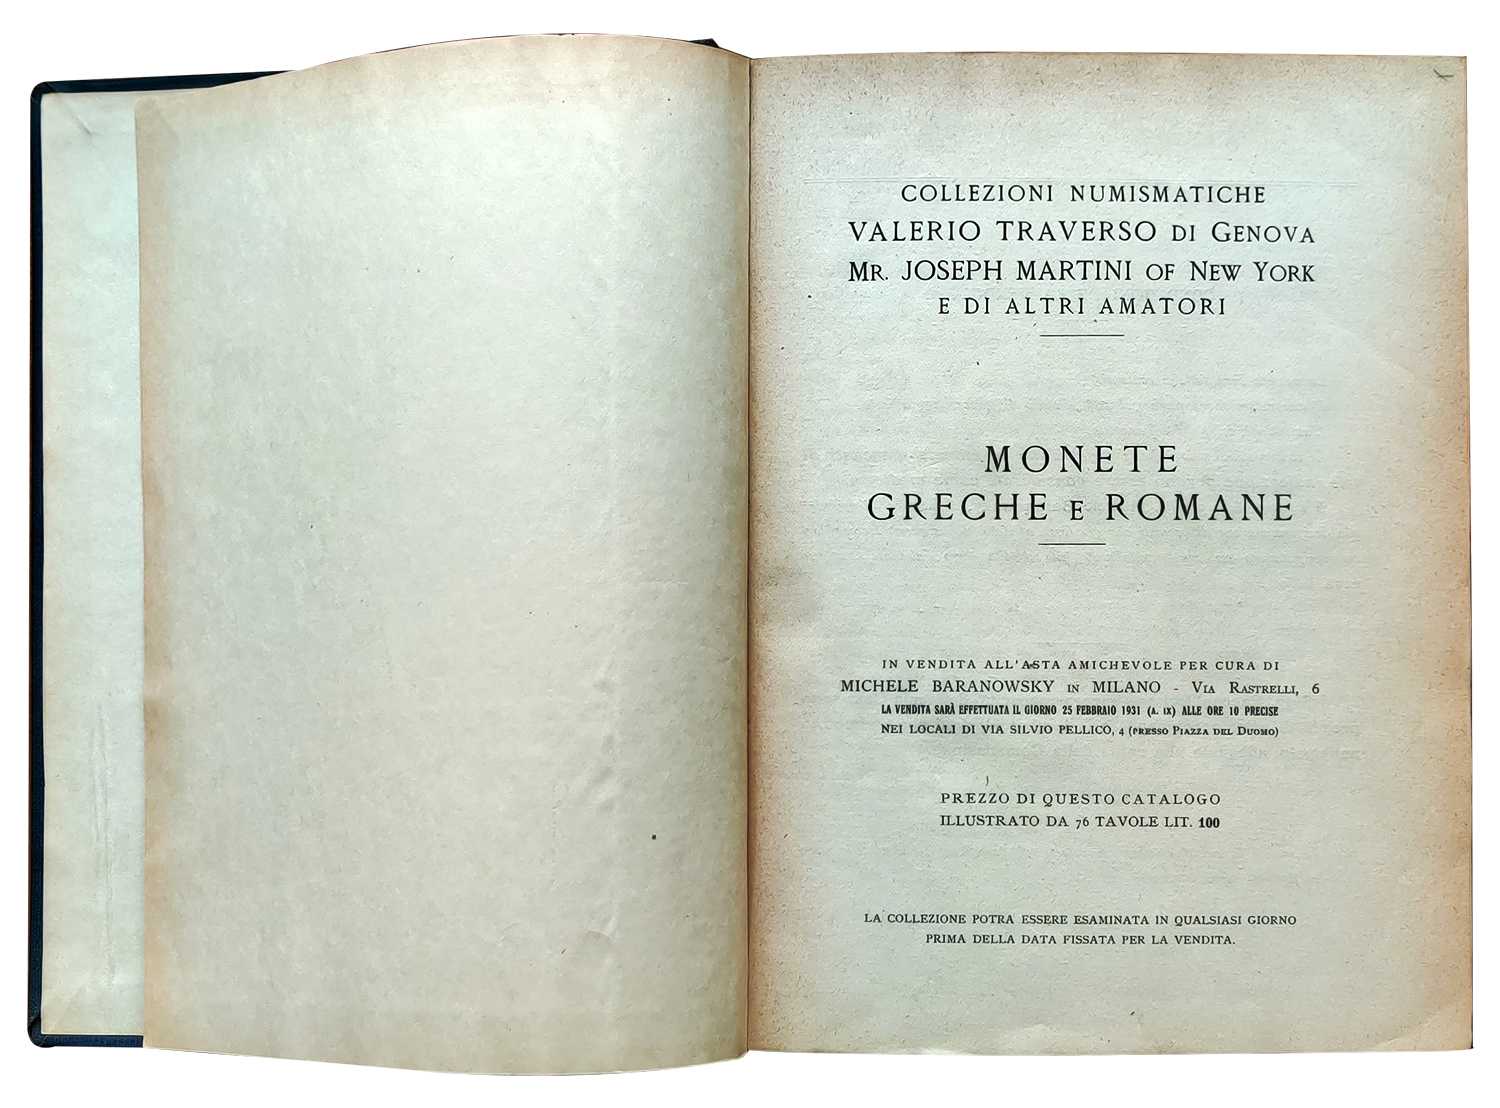 COLLEZIONI NUMISMATICHE
VALERIO TRAVERSO DI GENOVA
MR. JOSEPH MARTINI OF NEW YORK
E DI ALTRI AMATORI
MONETE
GRECHE E ROMANE
IN VENDITA ALL'ASTA AMICHEVOLE PER CURA DI
MICHELE BARANOWSKY IN MILANO - VIA RASTRELLI, 6
LA VENDITA SARÀ EFFETTUATA IL GIORNO 25 FEBBRAIO 1931 (A. IX) ALLE ORE 10 PRECISE
NEI LOCALI DI VIA SILVIO PELLICO, 4 (PRESSO PIAZZA DEL DUOMO)
PREZZO DI QUESTO CATALOGO
ILLUSTRATO DA 76 TAVOLE LIT. 100
LA COLLEZIONE POTRA ESSERE ESAMINATA IN QUALSIASI GIORNO
PRIMA DELLA DATA FISSATA PER LA VENDITA.